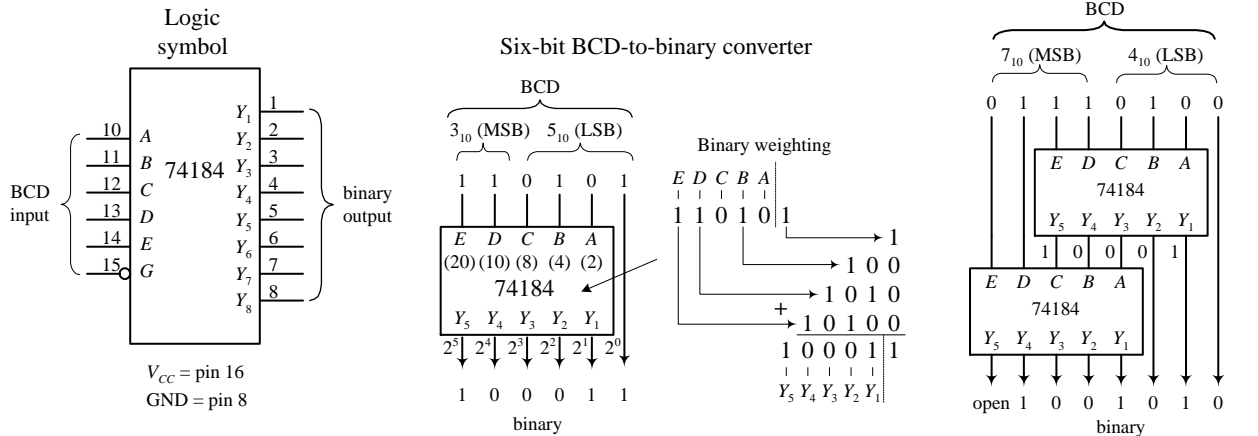 Logic
symbol
1
10 A Y1 2
11 B Y2 3
12 C 74184 Y3 4
13 D Y4 5
14 E Y5 6
15 G Y6 7
Y7 8
Y8
BCD
input
binary
output
VCC = pin 16
GND = pin 8
Six-bit BCD-to-binary converter
BCD
3₁₀ (MSB) 5₁₀ (LSB)
1 1 0 1 0 1
E D C B A
(20) (10) (8) (4) (2)
74184
Y5 Y4 Y3 Y2 Y1
2⁵ 2⁴ 2³ 2² 2¹ 2⁰
1 0 0 0 1 1
binary
Binary weighting
E D C B A
1 1 0 1 0 1
1
1 0 0
1 0 1 0
+ 1 0 1 0 0
1 0 0 0 1 1
Y5 Y4 Y3 Y2 Y1
BCD
7₁₀ (MSB) 4₁₀ (LSB)
0 1 1 1 0 1 0 0
E D C B A
74184
Y5 Y4 Y3 Y2 Y1
1 0 0 0 1
E D C B A
74184
Y5 Y4 Y3 Y2 Y1
open 1 0 0 1 0 1 0
binary